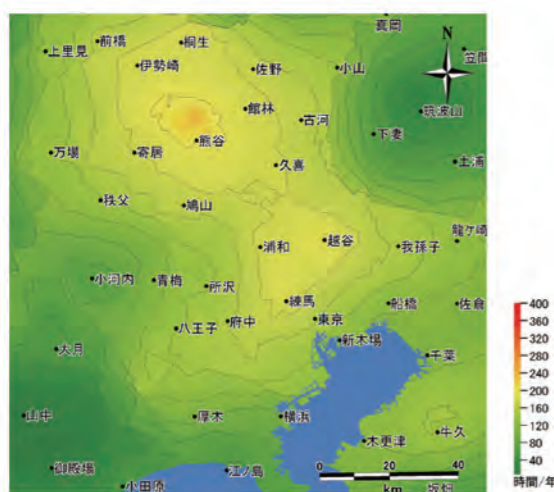 真岡
前橋
桐生
N
上里見
笠間
伊勢崎
佐野
小山
館林
筑波山
古河
下妻
熊谷
万場
寄居
久喜
土浦
秩父
鳩山
龍ケ崎
浦和
越谷
我孫子
小河内
青梅
所沢
練馬
船橋
佐倉
府中
東京
八王子
新木場
大月
千葉
山中
厚木
横浜
牛久
木更津
御殿場
江ノ島
小田原
0 20 40
km
坂畑
400
360
320
280
240
200
160
120
80
40
時間/年